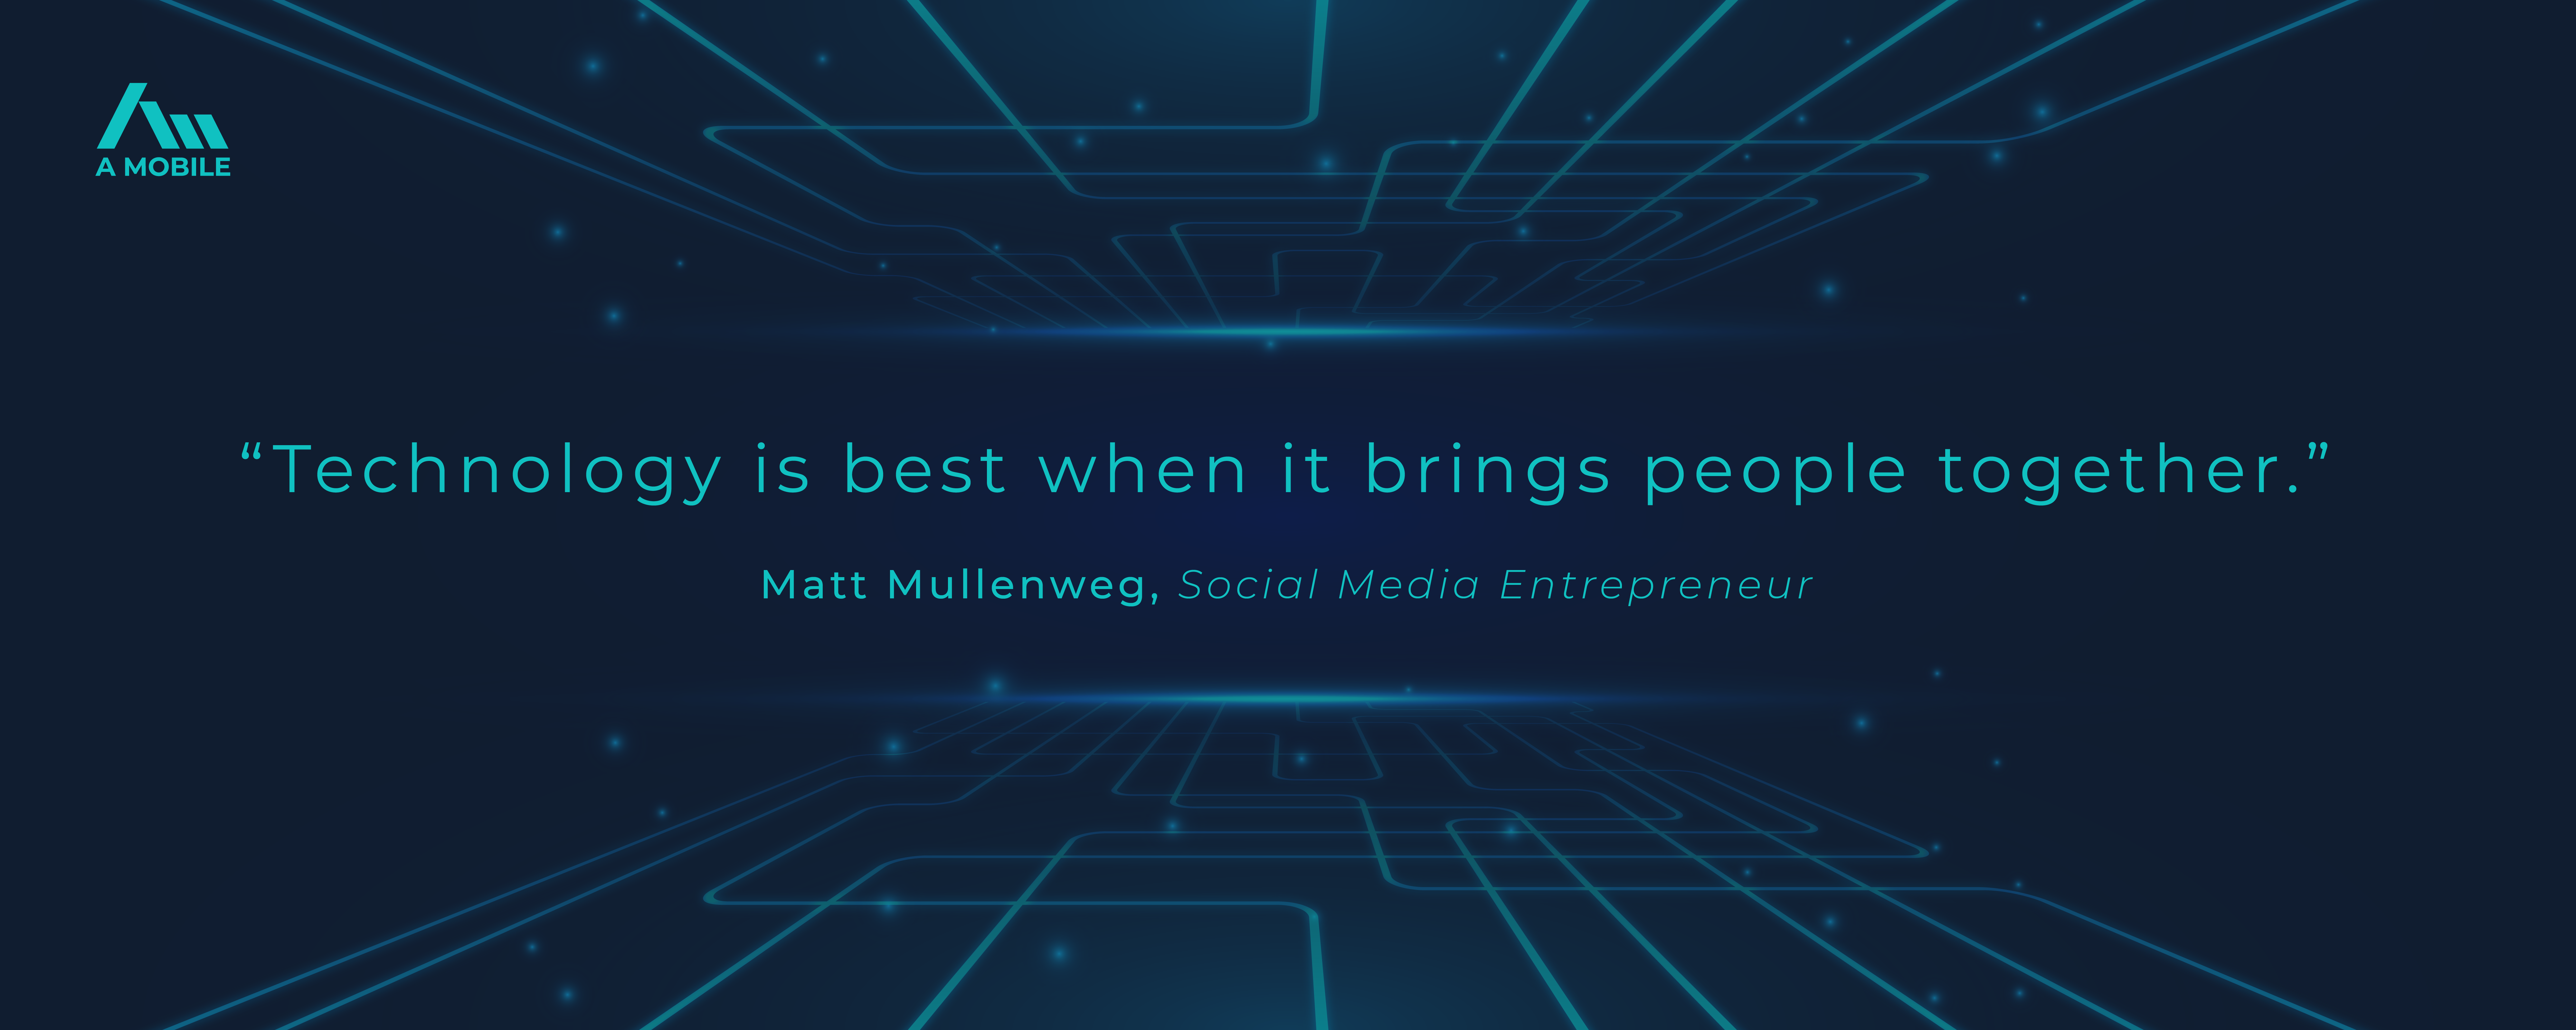 A MOBILE
“Technology is best when it brings people together.”
Matt Mullenweg, Social Media Entrepreneur